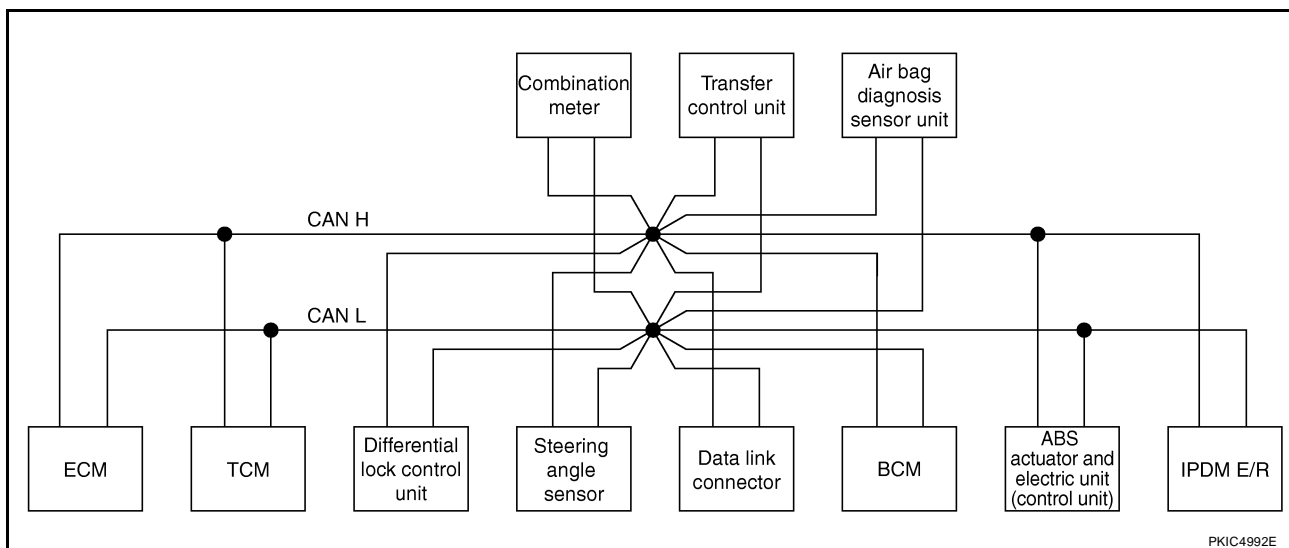 Combination
meter
Transfer
control unit
Air bag
diagnosis
sensor unit
CAN H
CAN L
ECM
TCM
Differential
lock control
unit
Steering
angle
sensor
Data link
connector
BCM
ABS
actuator and
electric unit
(control unit)
IPDM E/R
PKIC4992E